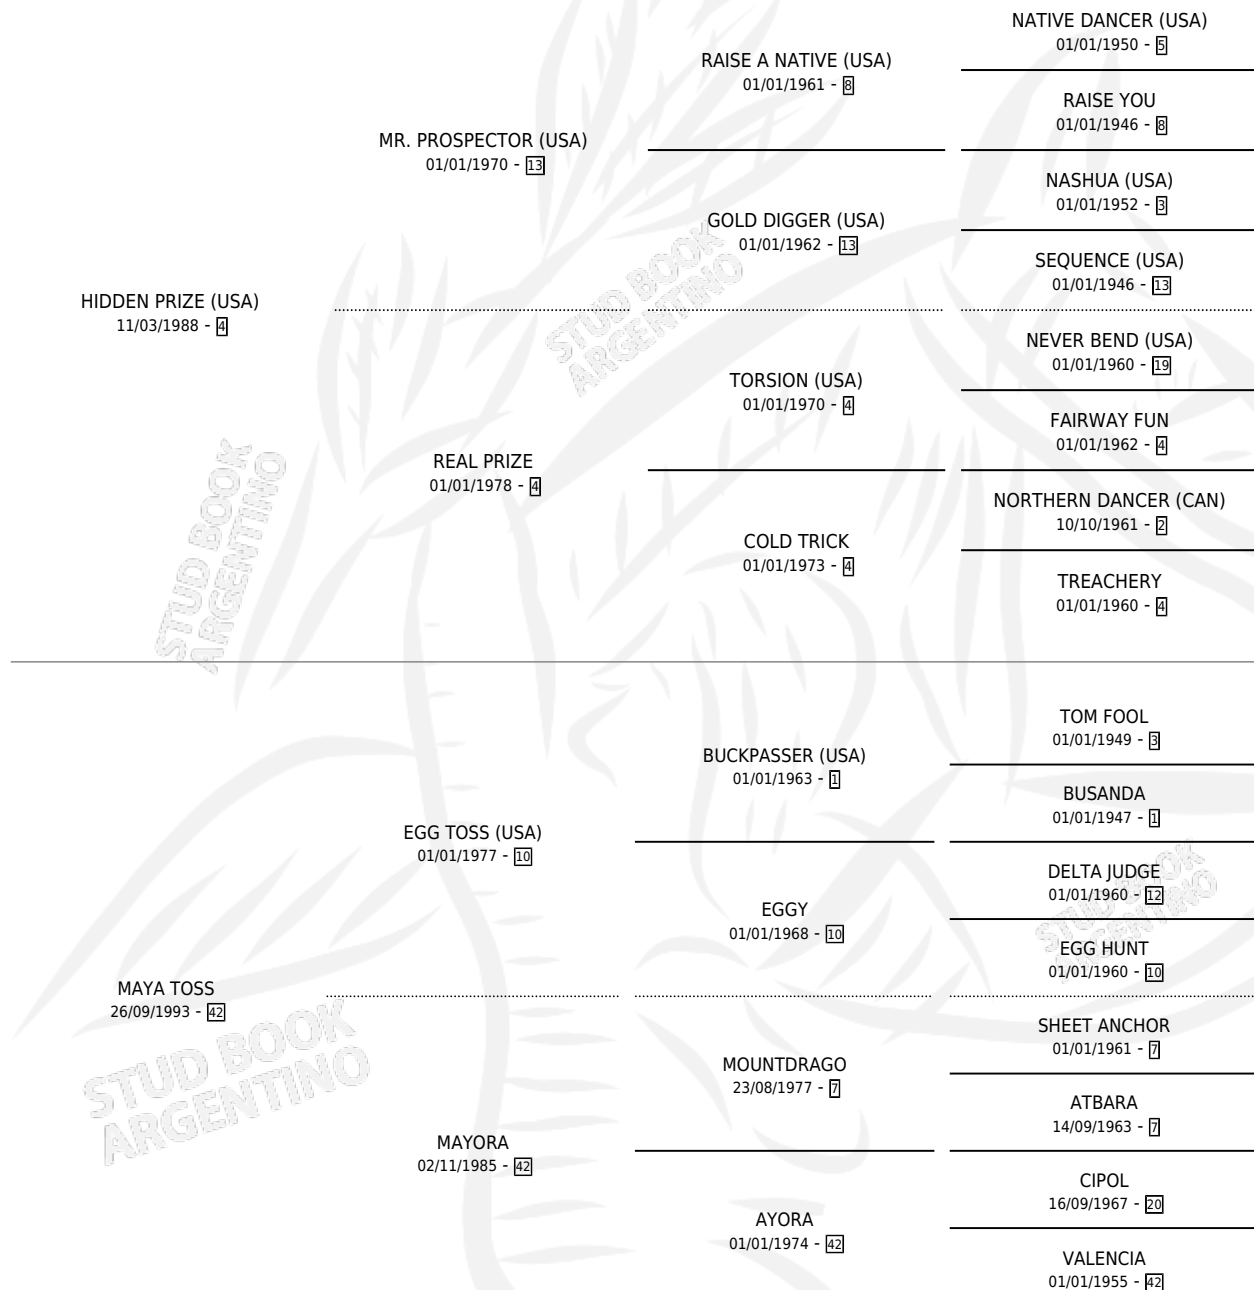 NATIVE DANCER (USA)
01/01/1950 - 5
RAISE A NATIVE (USA)
01/01/1961 - 8
RAISE YOU
01/01/1946 - 8
MR. PROSPECTOR (USA)
01/01/1970 - 13
NASHUA (USA)
01/01/1952 - 3
GOLD DIGGER (USA)
01/01/1962 - 13
SEQUENCE (USA)
01/01/1946 - 13
HIDDEN PRIZE (USA)
11/03/1988 - 4
NEVER BEND (USA)
01/01/1960 - 19
TORSION (USA)
01/01/1970 - 4
FAIRWAY FUN
01/01/1962 - 4
REAL PRIZE
01/01/1978 - 4
NORTHERN DANCER (CAN)
10/10/1961 - 2
COLD TRICK
01/01/1973 - 4
TREACHERY
01/01/1960 - 4
TOM FOOL
01/01/1949 - 3
BUCKPASSER (USA)
01/01/1963 - 1
BUSANDA
01/01/1947 - 1
EGG TOSS (USA)
01/01/1977 - 10
DELTA JUDGE
01/01/1960 - 12
EGGY
01/01/1968 - 10
EGG HUNT
01/01/1960 - 10
MAYA TOSS
26/09/1993 - 42
SHEET ANCHOR
01/01/1961 - 7
MOUNTDRAGO
23/08/1977 - 7
ATBARA
14/09/1963 - 7
MAYORA
02/11/1985 - 42
CIPOL
16/09/1967 - 20
AYORA
01/01/1974 - 42
VALENCIA
01/01/1955 - 42
STUD BOOK
ARGENTINO
STUD BOOK
ARGENTINO
STUD BOOK
ARGENTINO
STUD BOOK
ARGENTINO